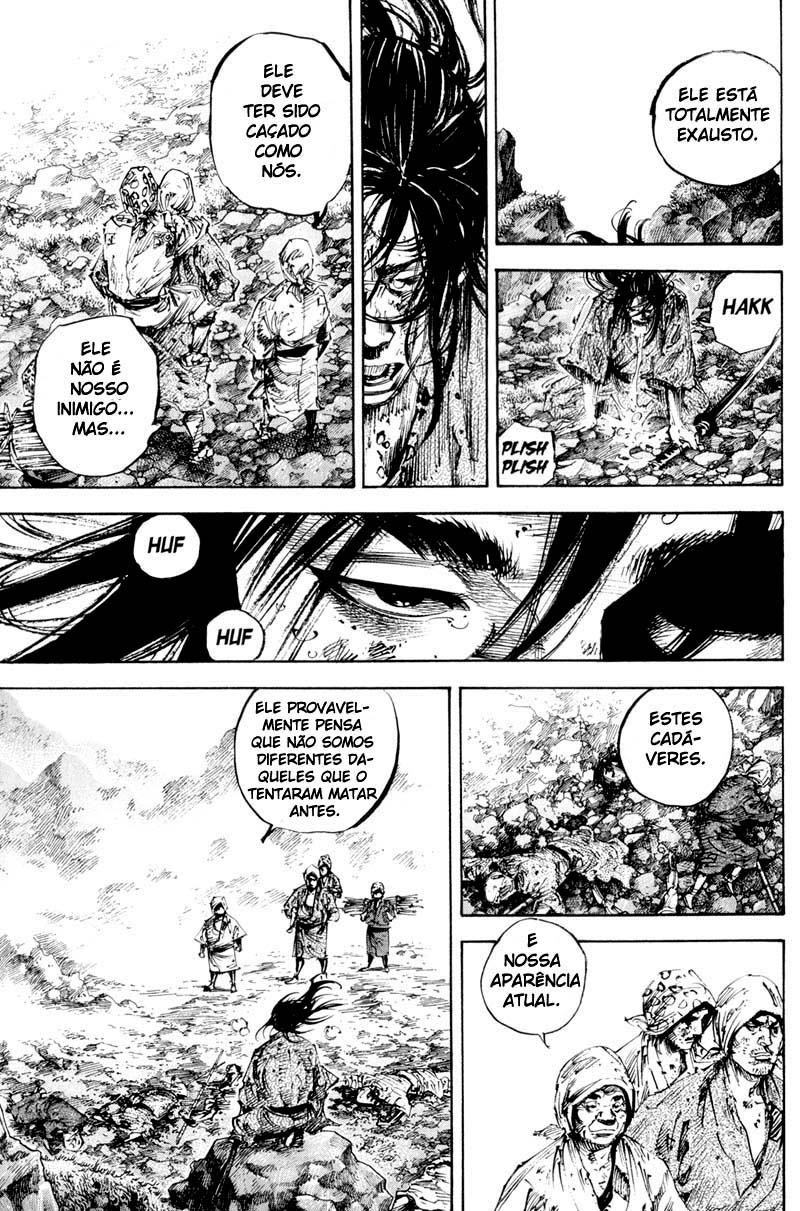 ELE ESTÁ
TOTALMENTE
EXAUSTO.
HAKK
PLISH
PLISH
ELE
DEVE
TER SIDO
CAÇADO
COMO
NÓS.
ELE
NÃO É
NOSSO
INIMIGO...
MAS...
HUF
HUF
ESTES
CADÁ-
VERES.
E
NOSSA
APARÊNCIA
ATUAL.
ELE PROVAVEL-
MENTE PENSA
QUE NÃO SOMOS
DIFERENTES DA-
QUELES QUE O
TENTARAM MATAR
ANTES.